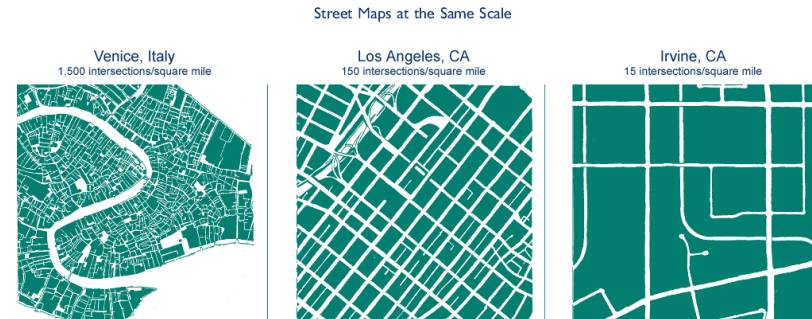 Street Maps at the Same Scale
Venice, Italy
1,500 intersections/square mile
Los Angeles, CA
150 intersections/square mile
Irvine, CA
15 intersections/square mile